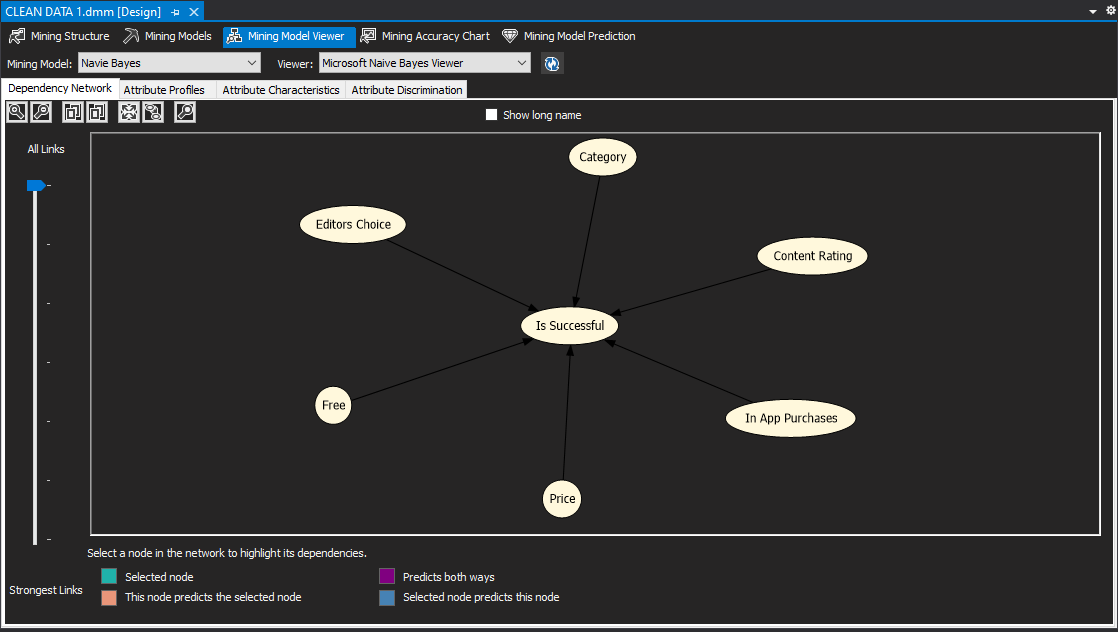 CLEAN DATA 1.dmm [Design]
Mining Structure Mining Models Mining Model Viewer Mining Accuracy Chart Mining Model Prediction
Mining Model: Navie Bayes Viewer: Microsoft Naive Bayes Viewer
Dependency Network Attribute Profiles Attribute Characteristics Attribute Discrimination
Show long name
All Links
Category
Editors Choice
Content Rating
Is Successful
Free
In App Purchases
Price
Select a node in the network to highlight its dependencies.
Strongest Links
Selected node Predicts both ways
This node predicts the selected node Selected node predicts this node